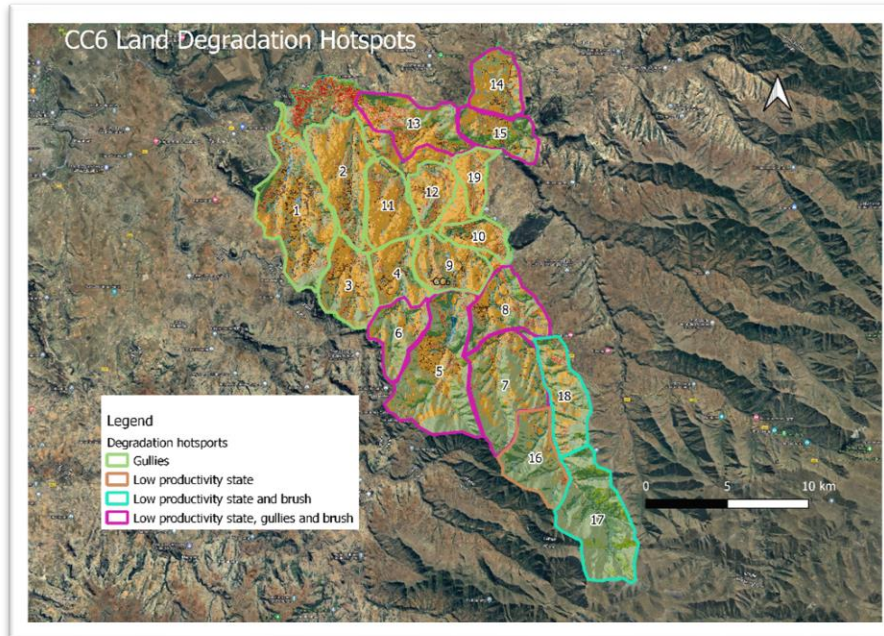 CC6 Land Degradation Hotspots
14
13
15
2
12
19
11
1
10
9
4
CC6
3
8
6
5
7
18
16
17
Legend
Degradation hotsports
Gullies
Low productivity state
Low productivity state and brush
Low productivity state, gullies and brush
0 5 10 km